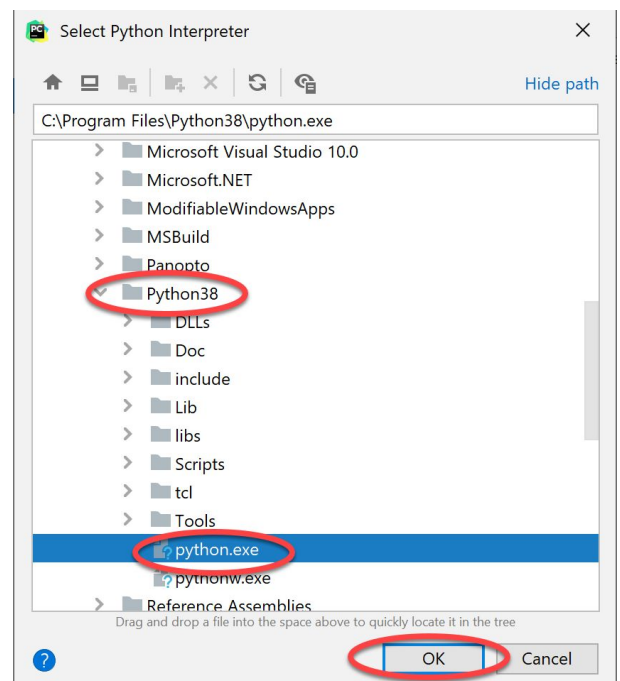 PC
Select Python Interpreter
Hide path
C:\Program Files\Python38\python.exe
Microsoft Visual Studio 10.0
Microsoft.NET
ModifiableWindowsApps
MSBuild
Panopto
Python38
DLLs
Doc
include
Lib
libs
Scripts
tcl
Tools
python.exe
pythonw.exe
Reference Assemblies
Drag and drop a file into the space above to quickly locate it in the tree
?
OK
Cancel